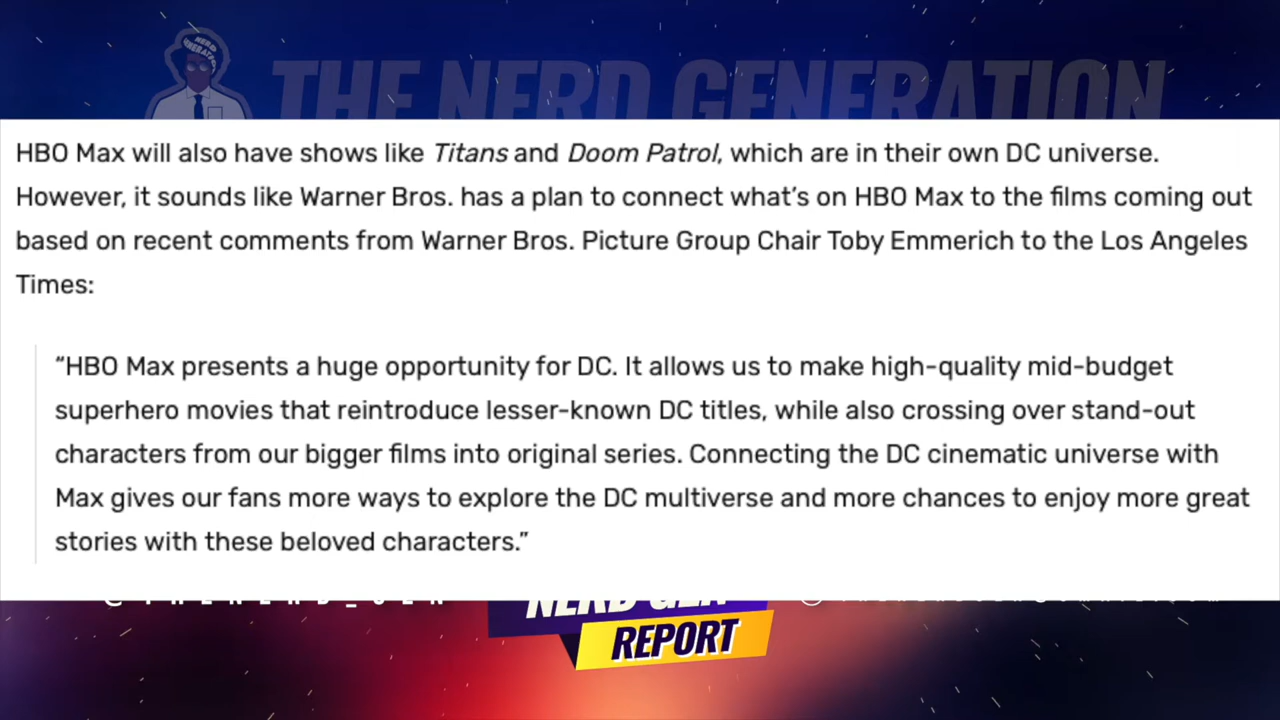 NERD
GENERATION
THE NERD GENERATION
HBO Max will also have shows like Titans and Doom Patrol, which are in their own DC universe.
However, it sounds like Warner Bros. has a plan to connect what’s on HBO Max to the films coming out
based on recent comments from Warner Bros. Picture Group Chair Toby Emmerich to the Los Angeles
Times:
“HBO Max presents a huge opportunity for DC. It allows us to make high-quality mid-budget
superhero movies that reintroduce lesser-known DC titles, while also crossing over stand-out
characters from our bigger films into original series. Connecting the DC cinematic universe with
Max gives our fans more ways to explore the DC multiverse and more chances to enjoy more great
stories with these beloved characters.”
NERD GEN
REPORT